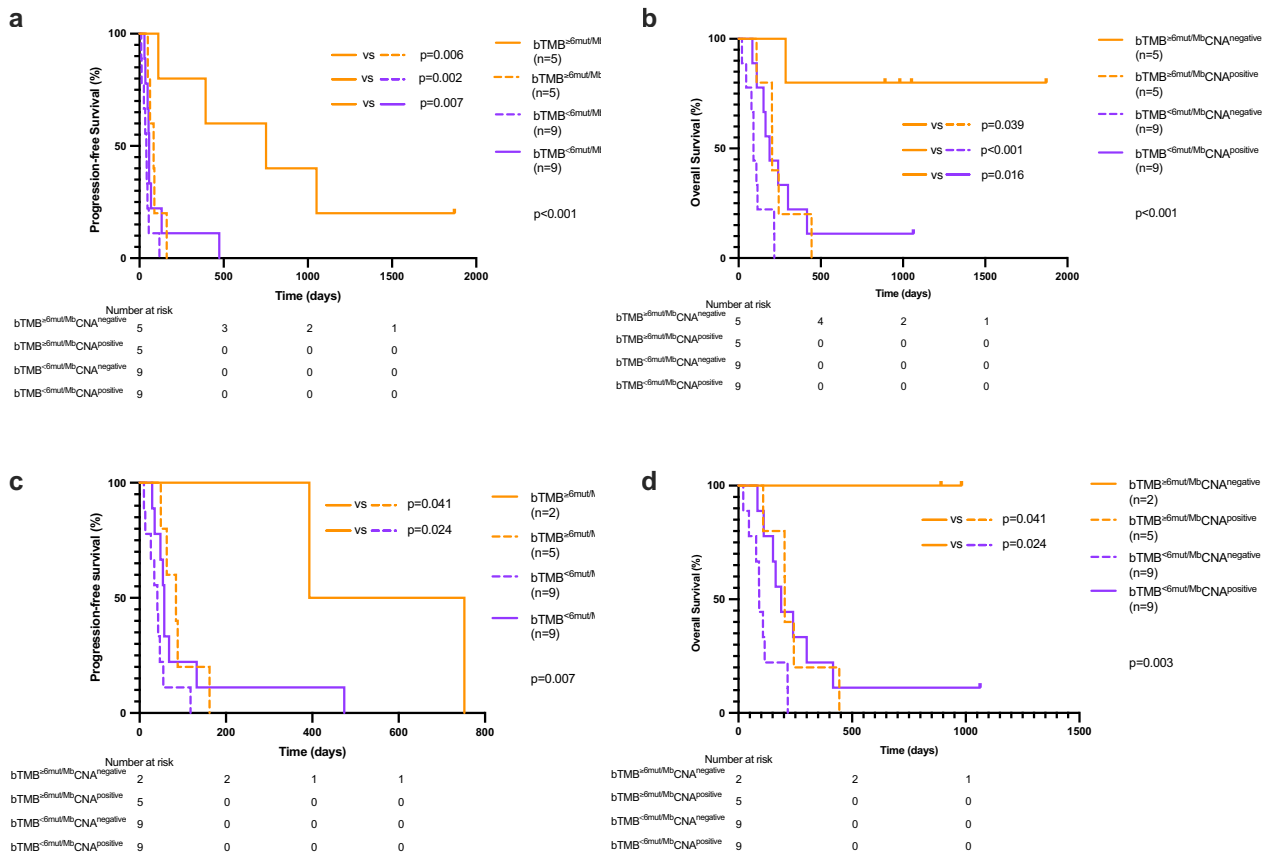 a
100
50
0
Progression-free Survival (%)
0 500 1000 1500 2000
Time (days)
vs p=0.006
vs p=0.002
vs p=0.007
bTMB≥6mut/Mb
(n=5)
bTMB≥6mut/Mb
(n=5)
bTMB<6mut/Mb
(n=9)
bTMB<6mut/Mb
(n=9)
p<0.001
Number at risk
bTMB≥6mut/MbCNAnegative 5 3 2 1
bTMB≥6mut/MbCNApositive 5 0 0 0
bTMB<6mut/MbCNAnegative 9 0 0 0
bTMB<6mut/MbCNApositive 9 0 0 0
b
100
50
0
Overall Survival (%)
0 500 1000 1500 2000
Time (days)
vs p=0.039
vs p<0.001
vs p=0.016
bTMB≥6mut/MbCNAnegative
(n=5)
bTMB≥6mut/MbCNApositive
(n=5)
bTMB<6mut/MbCNAnegative
(n=9)
bTMB<6mut/MbCNApositive
(n=9)
p<0.001
Number at risk
bTMB≥6mut/MbCNAnegative 5 4 2 1
bTMB≥6mut/MbCNApositive 5 0 0 0
bTMB<6mut/MbCNAnegative 9 0 0 0
bTMB<6mut/MbCNApositive 9 0 0 0
c
100
50
0
Progression-free survival (%)
0 200 400 600 800
Time (days)
vs p=0.041
vs p=0.024
bTMB≥6mut/M
(n=2)
bTMB≥6mut/M
(n=5)
bTMB<6mut/M
(n=9)
bTMB<6mut/M
(n=9)
p=0.007
Number at risk
bTMB≥6mut/MbCNAnegative 2 2 1 1
bTMB≥6mut/MbCNApositive 5 0 0 0
bTMB<6mut/MbCNAnegative 9 0 0 0
bTMB<6mut/MbCNApositive 9 0 0 0
d
100
50
0
Overall Survival (%)
0 500 1000 1500
Time (days)
vs p=0.041
vs p=0.024
bTMB≥6mut/MbCNAnegative
(n=2)
bTMB≥6mut/MbCNApositive
(n=5)
bTMB<6mut/MbCNAnegative
(n=9)
bTMB<6mut/MbCNApositive
(n=9)
p=0.003
Number at risk
bTMB≥6mut/MbCNAnegative 2 2 1
bTMB≥6mut/MbCNApositive 5 0 0
bTMB<6mut/MbCNAnegative 9 0 0
bTMB<6mut/MbCNApositive 9 0 0